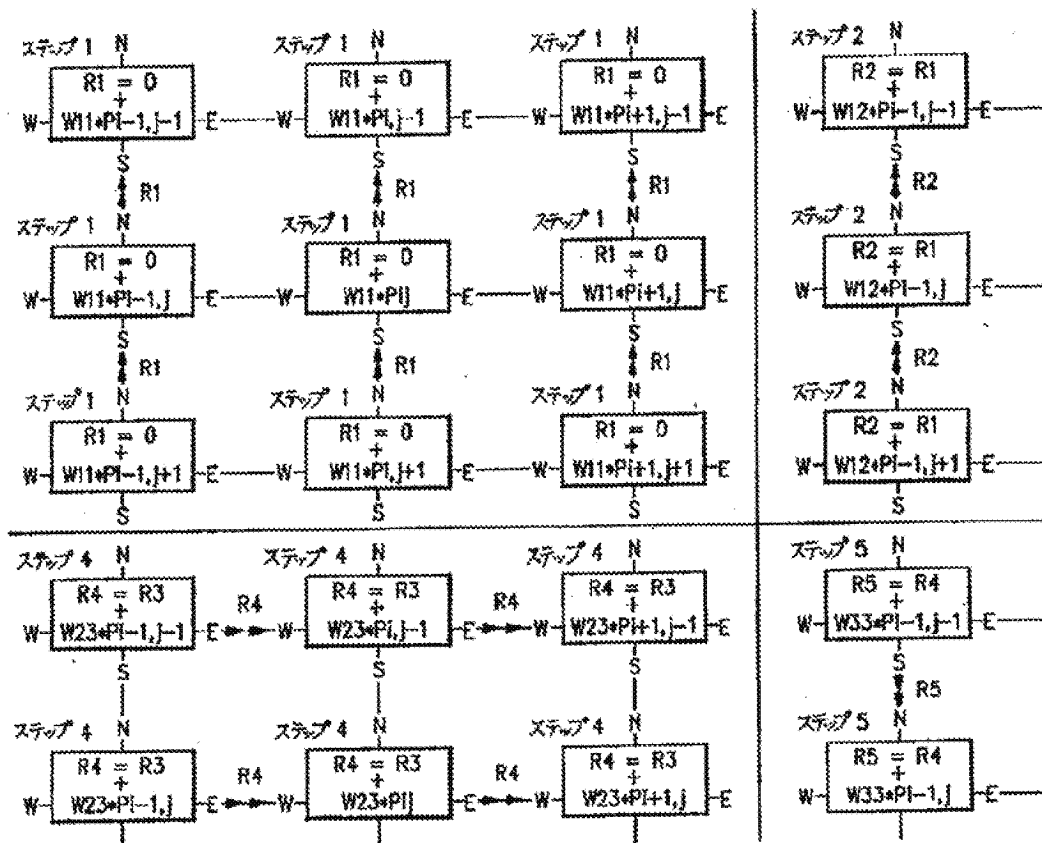 ステップ 1 N ステップ 1 N ステップ 1 N ステップ 2 N
R1 = 0 R1 = 0 R1 = 0 R2 = R1
+ + + +
W W11*Pi-1,j-1 E W W11*Pi,j-1 E W W11*Pi+1,j-1 E W W12*Pi-1,j-1 E
S S S S
R1 R1 R1 R2
ステップ 1 N ステップ 1 N ステップ 1 N ステップ 2 N
R1 = 0 R1 = 0 R1 = 0 R2 = R1
+ + + +
W W11*Pi-1,j E W W11*Pij E W W11*Pi+1,j E W W12*Pi-1,j E
S S S S
R1 R1 R1 R2
ステップ 1 N ステップ 1 N ステップ 1 N ステップ 2 N
R1 = 0 R1 = 0 R1 = 0 R2 = R1
+ + + +
W W11*Pi-1,j+1 E W W11*Pi,j+1 E W W11*Pi+1,j+1 E W W12*Pi-1,j+1 E
S S S S
ステップ 4 N ステップ 4 N ステップ 4 N ステップ 5 N
R4 = R3 R4 R4 = R3 R4 R4 = R3 R5 = R4
+ + + +
W W23*Pi-1,j-1 E W W23*Pi,j-1 E W W23*Pi+1,j-1 E W W33*Pi-1,j-1 E
S S S S
R5
ステップ 4 N ステップ 4 N ステップ 4 N ステップ 5 N
R4 = R3 R4 R4 = R3 R4 R4 = R3 R5 = R4
+ + + +
W W23*Pi-1,j E W W23*Pij E W W23*Pi+1,j E W W33*Pi-1,j E